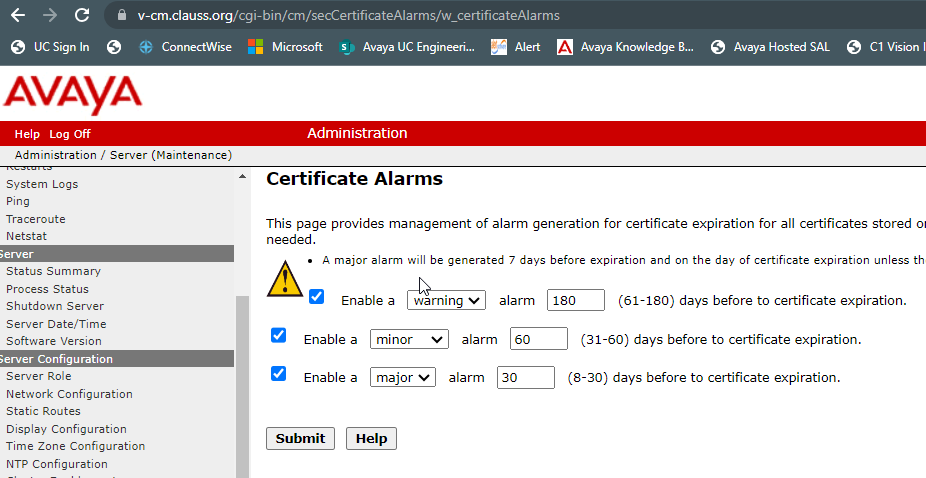 v-cm.clauss.org/cgi-bin/cm/secCertificateAlarms/w_certificateAlarms
UC Sign In ConnectWise Microsoft Avaya UC Engineeri... Alert Avaya Knowledge B... Avaya Hosted SAL C1 Vision
AVAYA
Help Log Off Administration
Administration / Server (Maintenance)
Restarts
System Logs
Ping
Traceroute
Netstat
Server
Status Summary
Process Status
Shutdown Server
Server Date/Time
Software Version
Server Configuration
Server Role
Network Configuration
Static Routes
Display Configuration
Time Zone Configuration
NTP Configuration
Certificate Alarms
This page provides management of alarm generation for certificate expiration for all certificates stored
needed.
• A major alarm will be generated 7 days before expiration and on the day of certificate expiration unless
Enable a warning alarm 180 (61-180) days before to certificate expiration.
Enable a minor alarm 60 (31-60) days before to certificate expiration.
Enable a major alarm 30 (8-30) days before to certificate expiration.
Submit Help